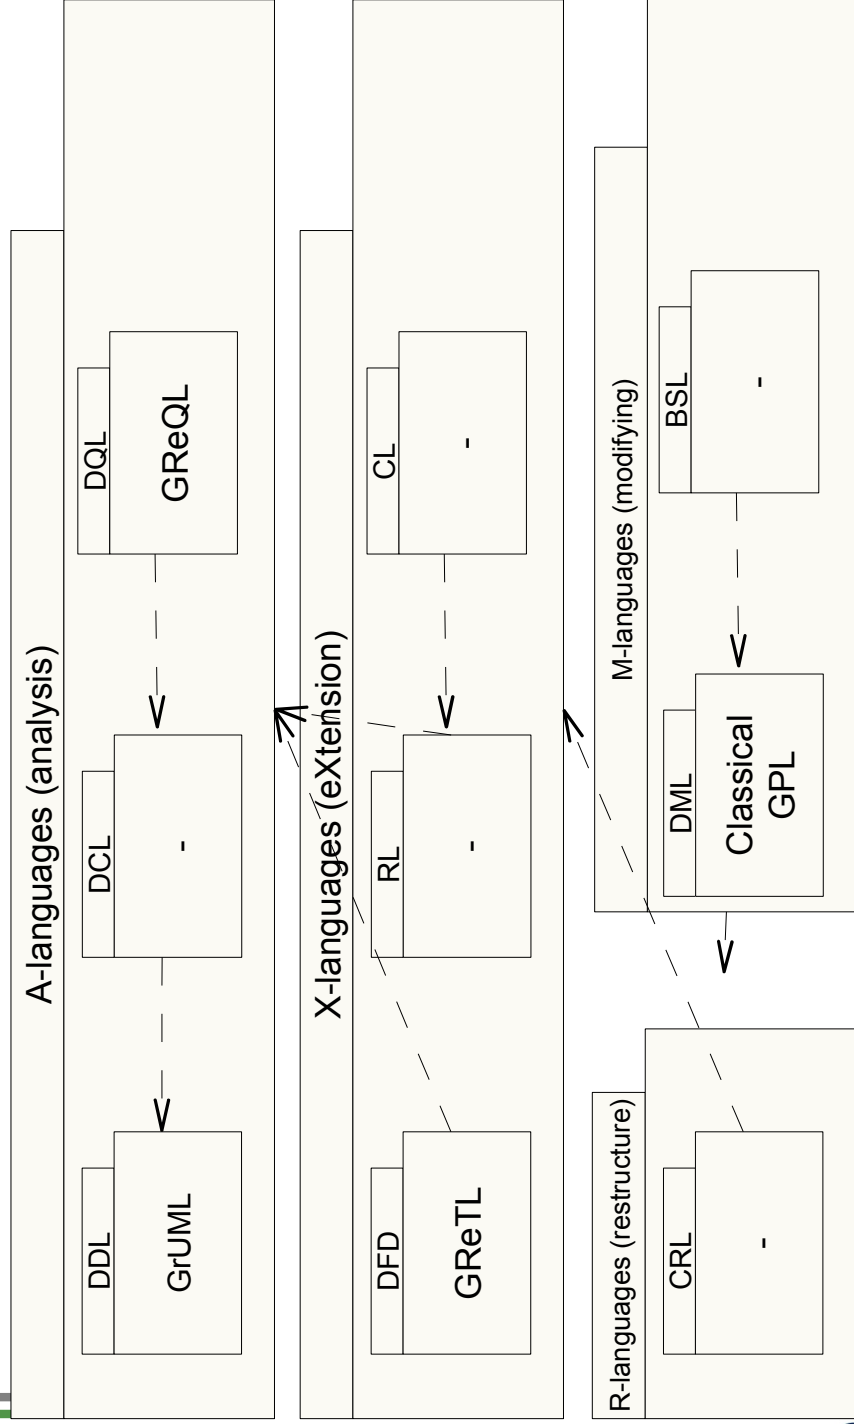 A-languages (analysis)
DDL
GrUML
DCL
-
DQL
GReQL
X-languages (eXtension)
DFD
GReTL
RL
-
CL
-
R-languages (restructure)
CRL
-
M-languages (modifying)
DML
Classical
GPL
BSL
-